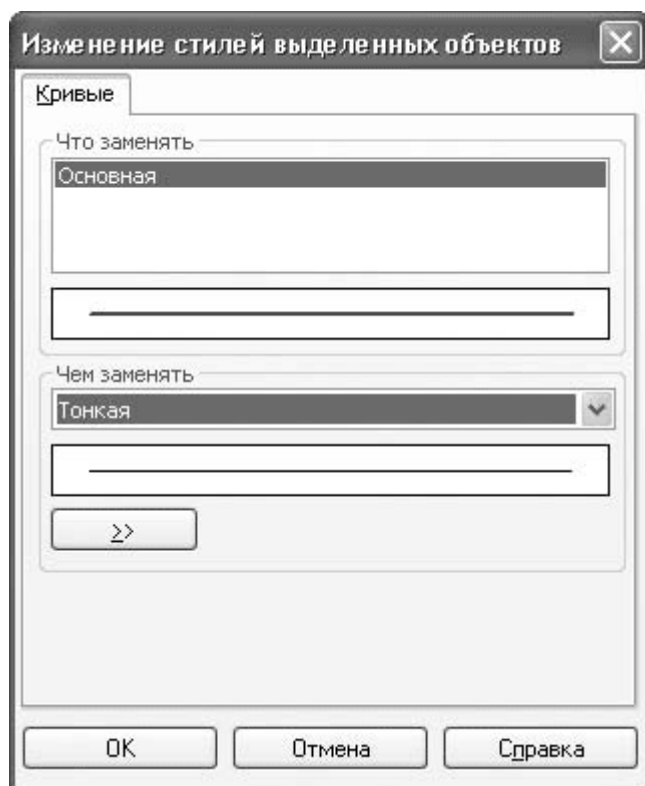 Изменение стилей выделенных объектов
Кривые
Что заменять
Основная
Чем заменять
Тонкая
>>
OK
Отмена
Справка